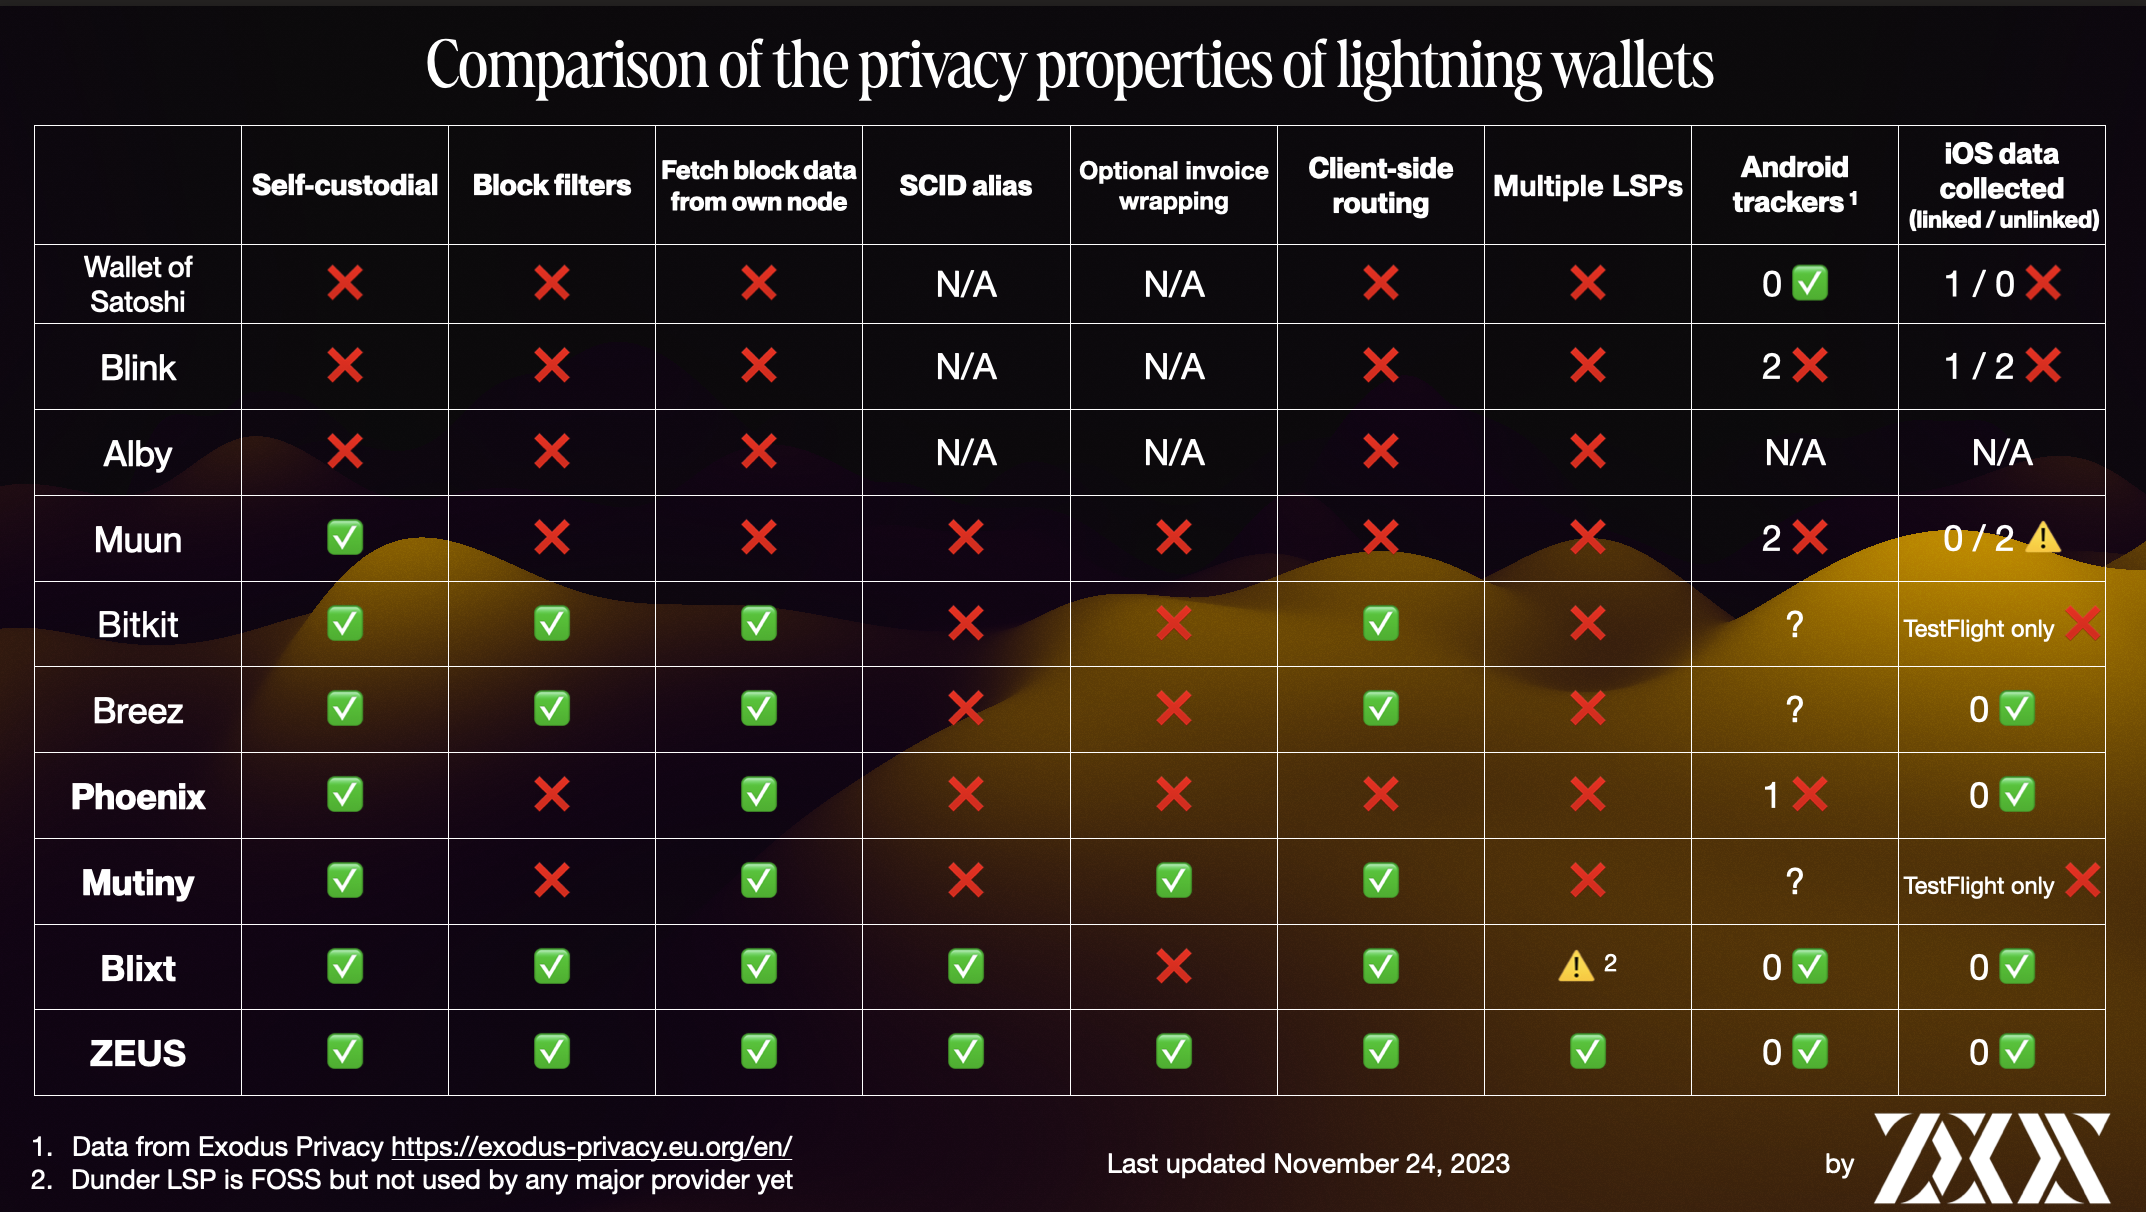 Comparison of the privacy properties of lightning wallets
Self-custodial Block filters Fetch block data from own node SCID alias Optional invoice wrapping Client-side routing Multiple LSPs Android trackers 1 iOS data collected (linked / unlinked)
Wallet of Satoshi ❌ ❌ ❌ N/A N/A ❌ ❌ 0 ✅ 1 / 0 ❌
Blink ❌ ❌ ❌ N/A N/A ❌ ❌ 2 ❌ 1 / 2 ❌
Alby ❌ ❌ ❌ N/A N/A ❌ ❌ N/A N/A
Muun ✅ ❌ ❌ ❌ ❌ ❌ ❌ 2 ❌ 0 / 2 ⚠️
Bitkit ✅ ✅ ✅ ❌ ❌ ✅ ❌ ? TestFlight only ❌
Breez ✅ ✅ ✅ ❌ ❌ ✅ ❌ ? 0 ✅
Phoenix ✅ ❌ ✅ ❌ ❌ ❌ ❌ 1 ❌ 0 ✅
Mutiny ✅ ❌ ✅ ❌ ✅ ✅ ❌ ? TestFlight only ❌
Blixt ✅ ✅ ✅ ✅ ❌ ✅ ⚠️ 2 0 ✅ 0 ✅
ZEUS ✅ ✅ ✅ ✅ ✅ ✅ ✅ 0 ✅ 0 ✅
1. Data from Exodus Privacy https://exodus-privacy.eu.org/en/
2. Dunder LSP is FOSS but not used by any major provider yet
Last updated November 24, 2023
by